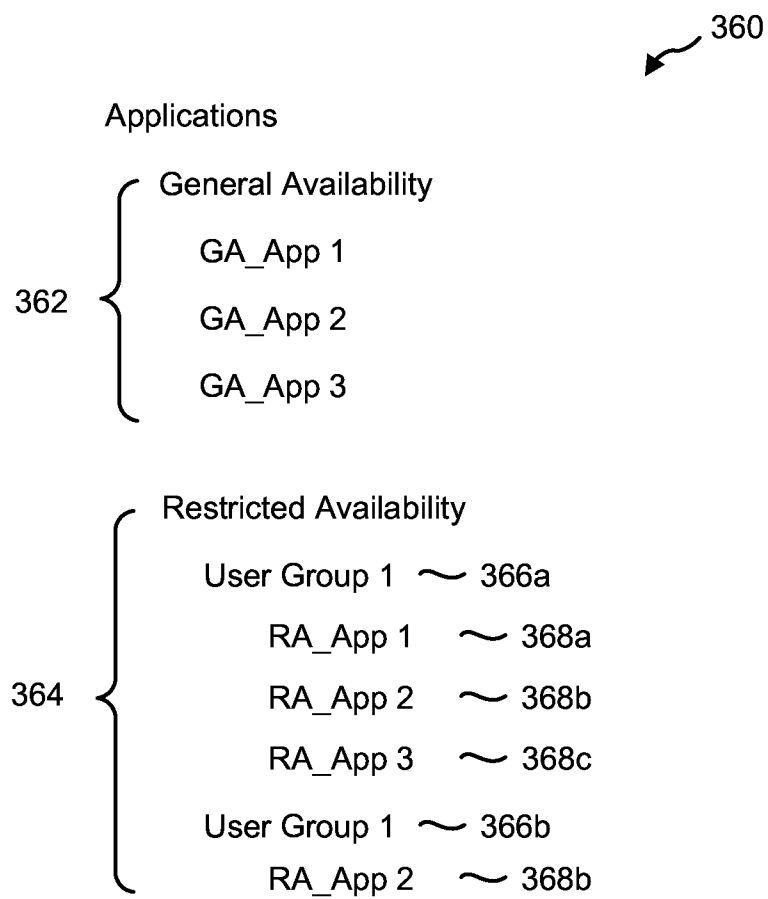 360
Applications
General Availability
GA_App 1
362
GA_App 2
GA_App 3
Restricted Availability
User Group 1 366a
RA_App 1 368a
364
RA_App 2 368b
RA_App 3 368c
User Group 1 366b
RA_App 2 368b